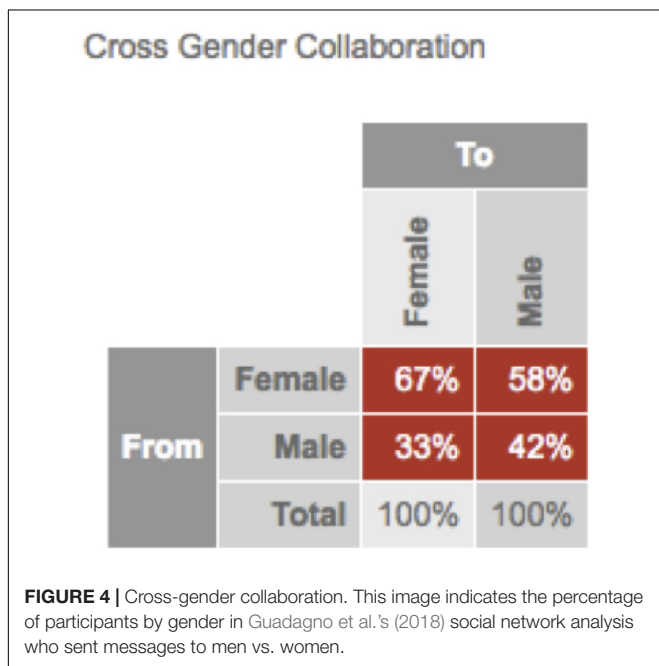 Cross Gender Collaboration
To
Female Male
From
Female 67% 58%
Male 33% 42%
Total 100% 100%
FIGURE 4 | Cross-gender collaboration. This image indicates the percentage
of participants by gender in Guadagno et al.’s (2018) social network analysis
who sent messages to men vs. women.